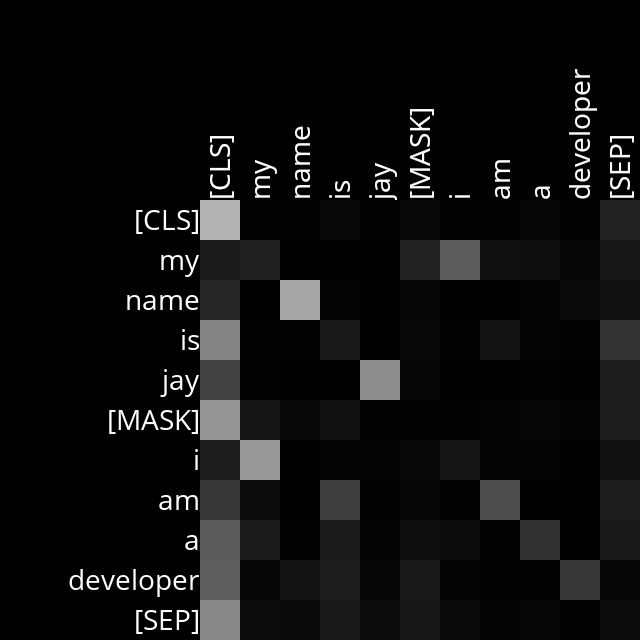 [CLS] my name is jay [MASK] i am a developer [SEP]
[CLS]
my
name
is
jay
[MASK]
i
am
a
developer
[SEP]